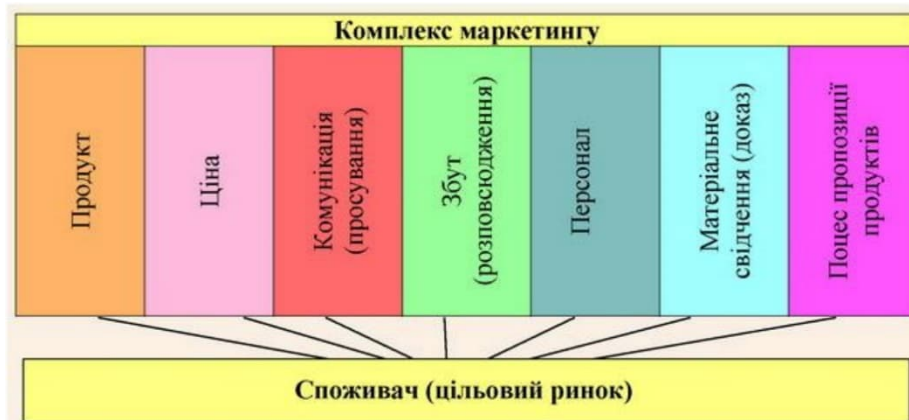 Комплекс маркетингу
Продукт
Ціна
Комунікація
(просування)
Збут
(розповсюдження)
Персонал
Матеріальне
свідчення (доказ)
Поцес пропозиції
продуктів
Споживач (цільовий ринок)